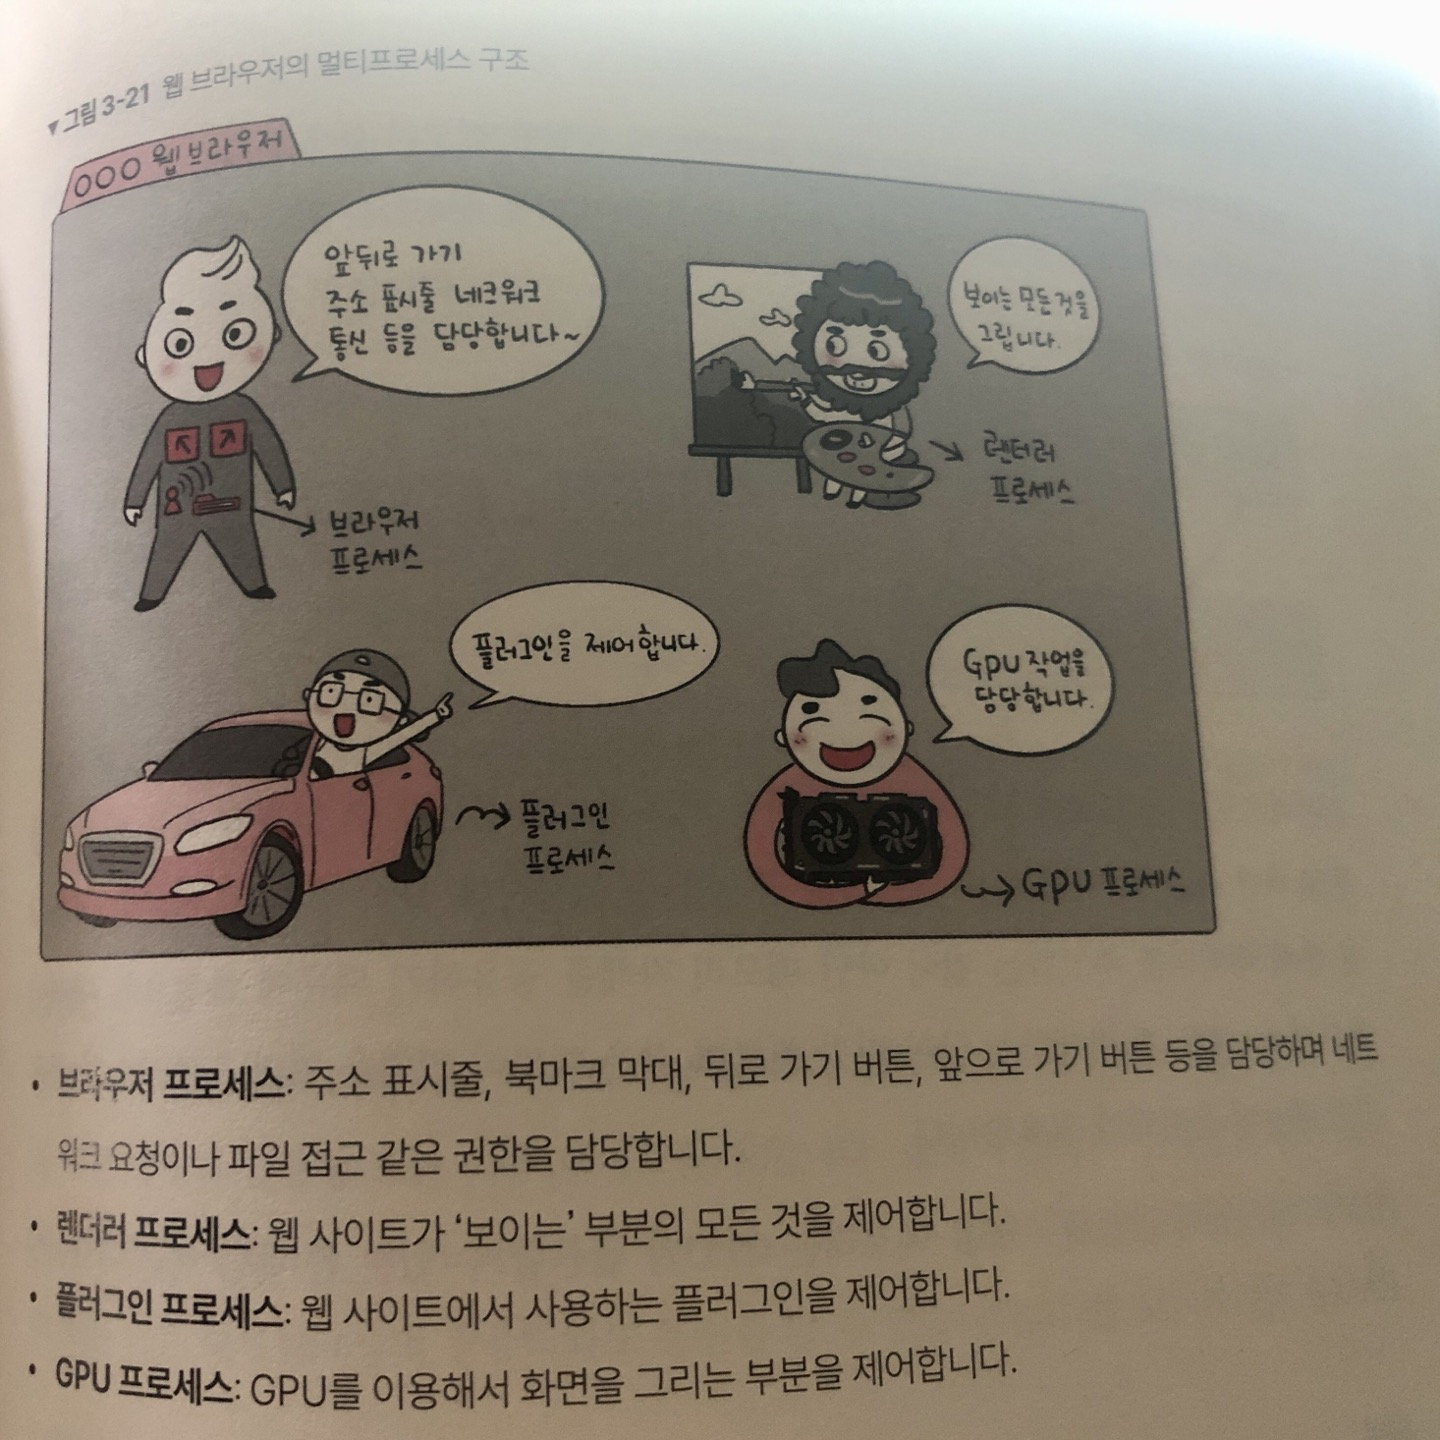 ▼그림 3-21 웹 브라우저의 멀티프로세스 구조
웹브라우저
앞뒤로 가기
주소 표시줄 네크워크
통신 등을 담당합니다~
브라우저
프로세스
보이는 모든것을
그립니다.
렌더러
프로세스
플러그인을 제어합니다.
플러그인
프로세스
GPU 작업을
담당합니다.
GPU 프로세스
• 브라우저 프로세스: 주소 표시줄, 북마크 막대, 뒤로 가기 버튼, 앞으로 가기 버튼 등을 담당하며 네트
워크 요청이나 파일 접근 같은 권한을 담당합니다.
• 렌더러 프로세스: 웹 사이트가 ‘보이는’ 부분의 모든 것을 제어합니다.
• 플러그인 프로세스: 웹 사이트에서 사용하는 플러그인을 제어합니다.
• GPU 프로세스: GPU를 이용해서 화면을 그리는 부분을 제어합니다.